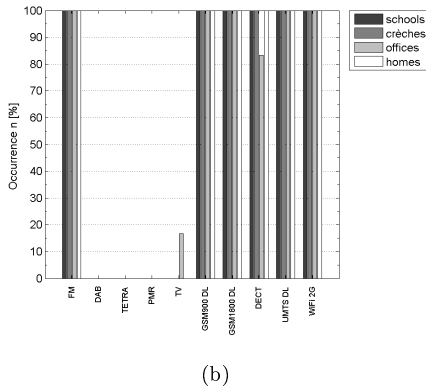 100
90
80
70
60
50
40
30
20
10
0
Occurrence n [%]
FM
DAB
TETRA
PMR
TV
GSM900 DL
GSM1800 DL
DECT
UMTS DL
WIFI 2G
schools
crèches
offices
homes
(b)